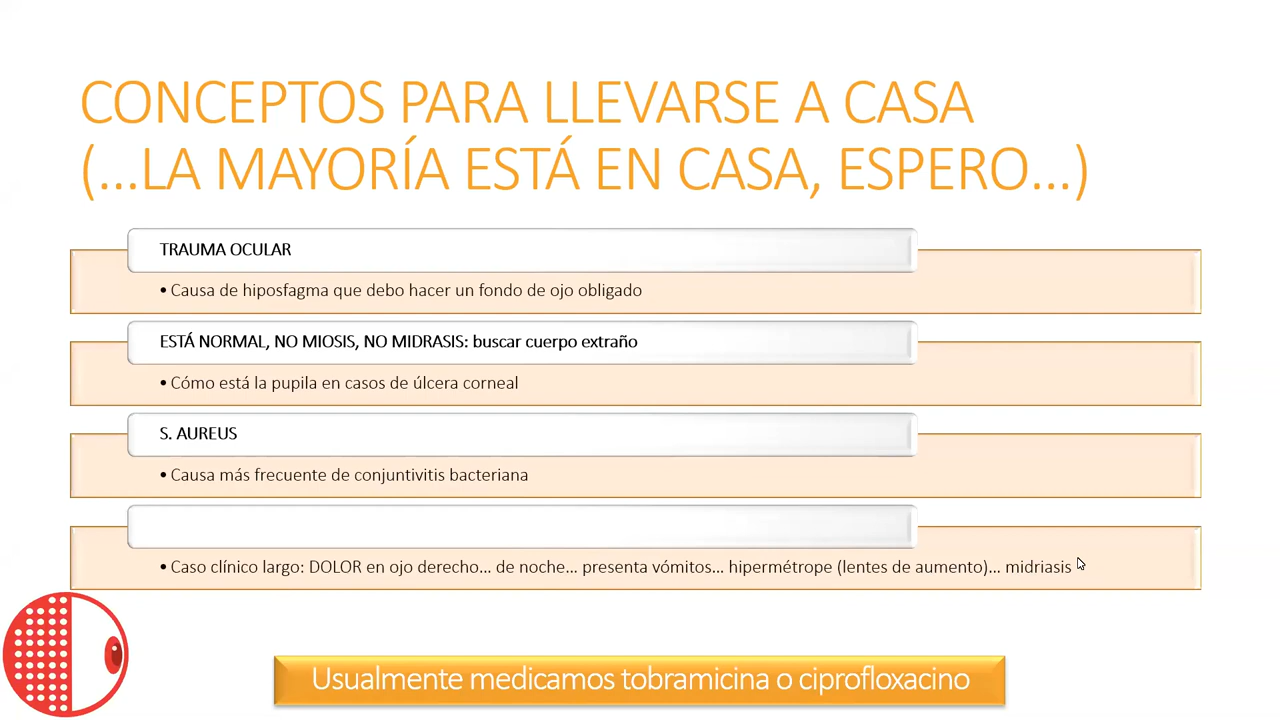 CONCEPTOS PARA LLEVARSE A CASA
(...LA MAYORÍA ESTÁ EN CASA, ESPERO...)
TRAUMA OCULAR
• Causa de hiposfagma que debo hacer un fondo de ojo obligado
ESTÁ NORMAL, NO MIOSIS, NO MIDRASIS: buscar cuerpo extraño
• Cómo está la pupila en casos de úlcera corneal
S. AUREUS
• Causa más frecuente de conjuntivitis bacteriana
• Caso clínico largo: DOLOR en ojo derecho... de noche... presenta vómitos... hipermétrope (lentes de aumento)... midriasis
Usualmente medicamos tobramicina o ciprofloxacino